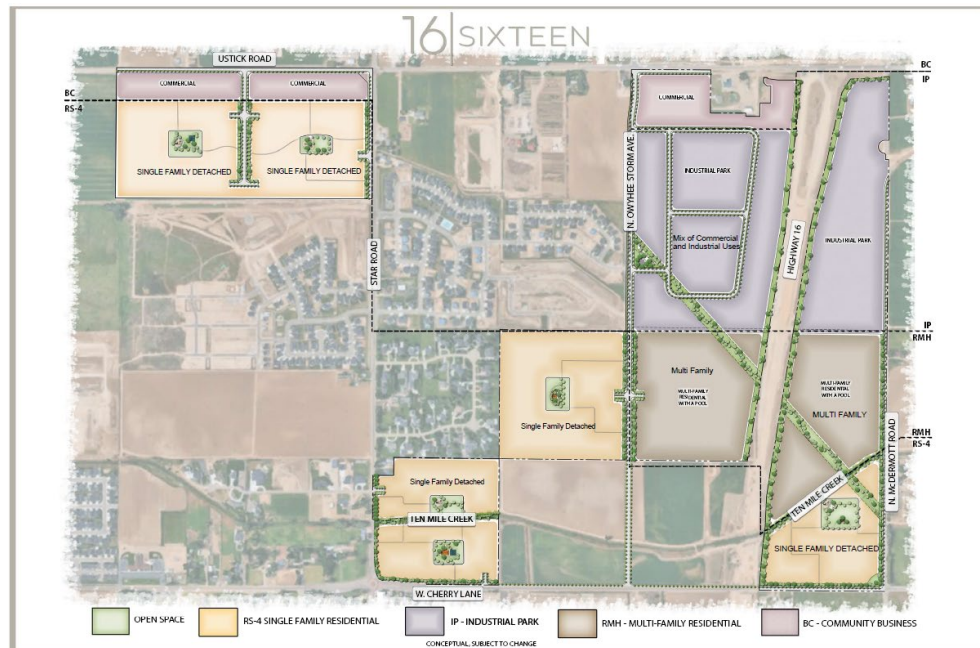 16|SIXTEEN
USTICK ROAD
COMMERCIAL
COMMERCIAL
BC
RS-4
SINGLE FAMILY DETACHED
SINGLE FAMILY DETACHED
STAR ROAD
COMMERCIAL
BC
IP
N. OWYHEE STORM AVE.
INDUSTRIAL PARK
Mix of Commercial
and Industrial Uses
HIGHWAY 16
INDUSTRIAL PARK
IP
RMH
Single Family Detached
Multi Family
MULTI-FAMILY
RESIDENTIAL
WITH A POOL
MULTI-FAMILY
RESIDENTIAL
WITH A POOL
MULTI FAMILY
RMH
RS-4
N. McDERMOTT ROAD
Single Family Detached
TEN MILE CREEK
TEN MILE CREEK
SINGLE FAMILY DETACHED
W. CHERRY LANE
OPEN SPACE
RS-4 SINGLE FAMILY RESIDENTIAL
IP - INDUSTRIAL PARK
RMH - MULTI-FAMILY RESIDENTIAL
BC - COMMUNITY BUSINESS
CONCEPTUAL, SUBJECT TO CHANGE